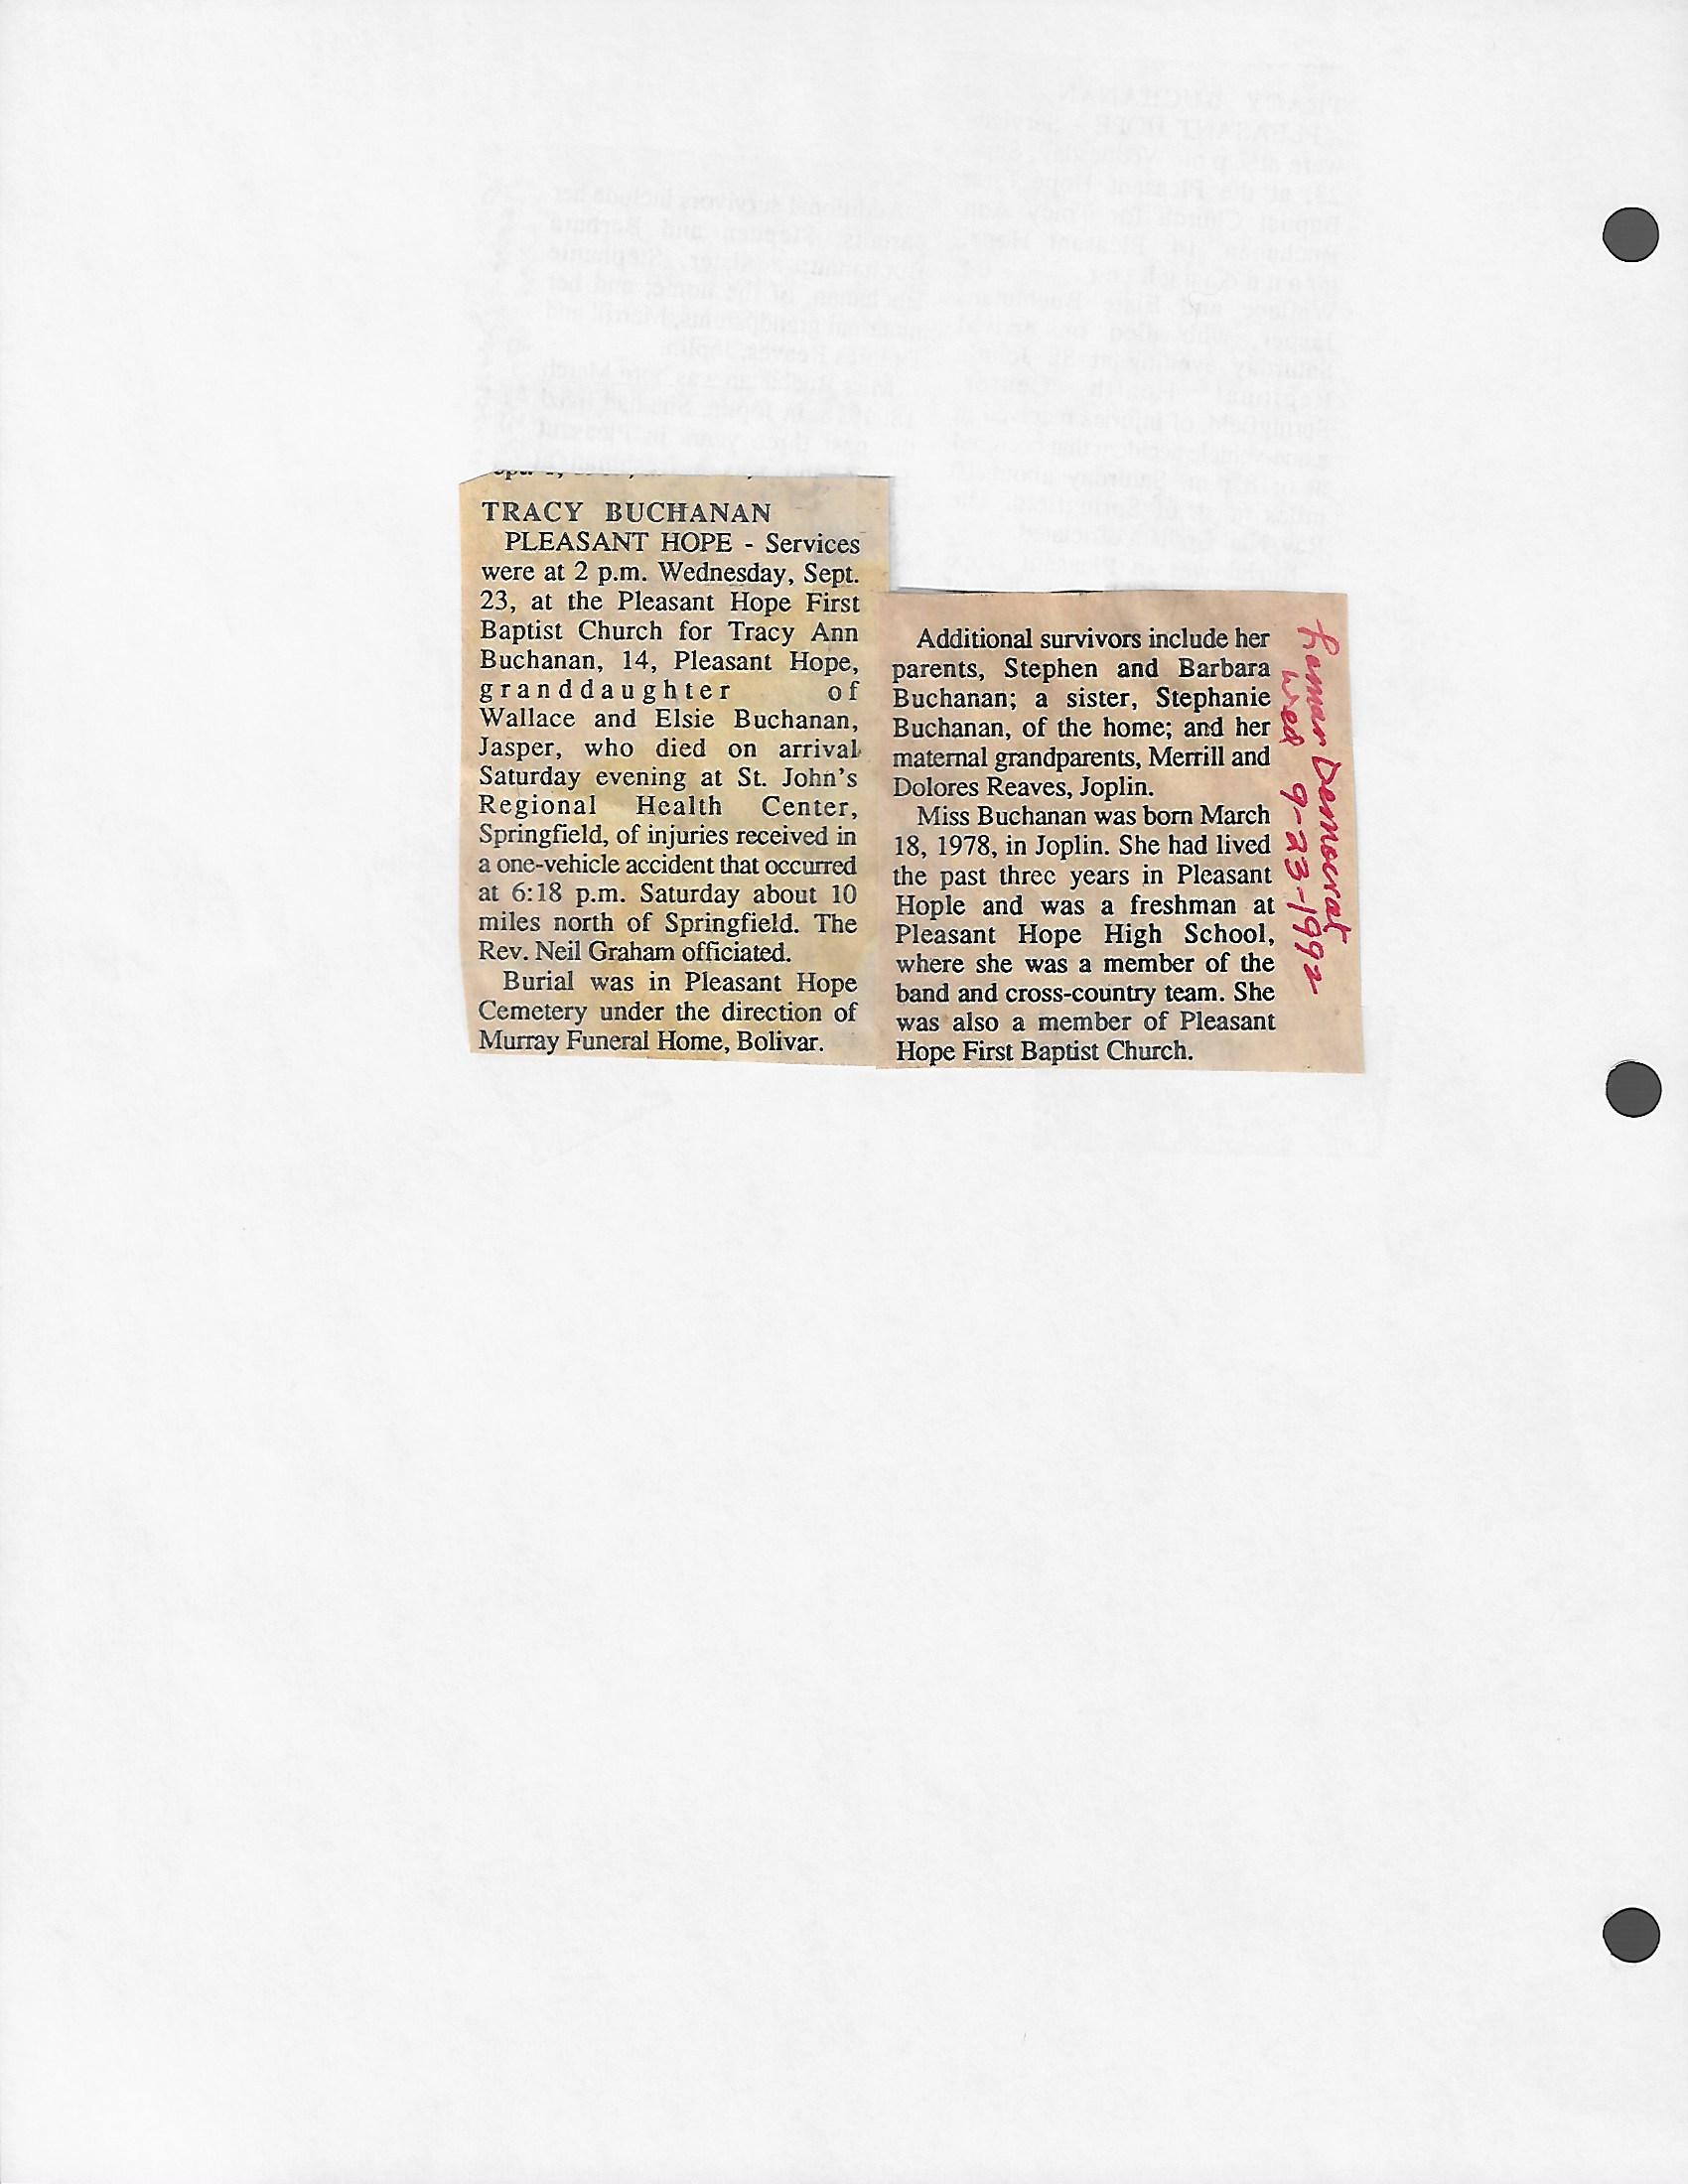 TRACY BUCHANAN
PLEASANT HOPE - Services
were at 2 p.m. Wednesday, Sept.
23, at the Pleasant Hope First
Baptist Church for Tracy Ann
Buchanan, 14, Pleasant Hope,
granddaughter of
Wallace and Elsie Buchanan,
Jasper, who died on arrival
Saturday evening at St. John's
Regional Health Center,
Springfield, of injuries received in
a one-vehicle accident that occurred
at 6:18 p.m. Saturday about 10
miles north of Springfield. The
Rev. Neil Graham officiated.
Burial was in Pleasant Hope
Cemetery under the direction of
Murray Funeral Home, Bolivar.
Additional survivors include her
parents, Stephen and Barbara
Buchanan; a sister, Stephanie
Buchanan, of the home; and her
maternal grandparents, Merrill and
Dolores Reaves, Joplin.
Miss Buchanan was born March
18, 1978, in Joplin. She had lived
the past three years in Pleasant
Hople and was a freshman at
Pleasant Hope High School,
where she was a member of the
band and cross-country team. She
was also a member of Pleasant
Hope First Baptist Church.
Lamar Democrat
Wed 9-23-1992